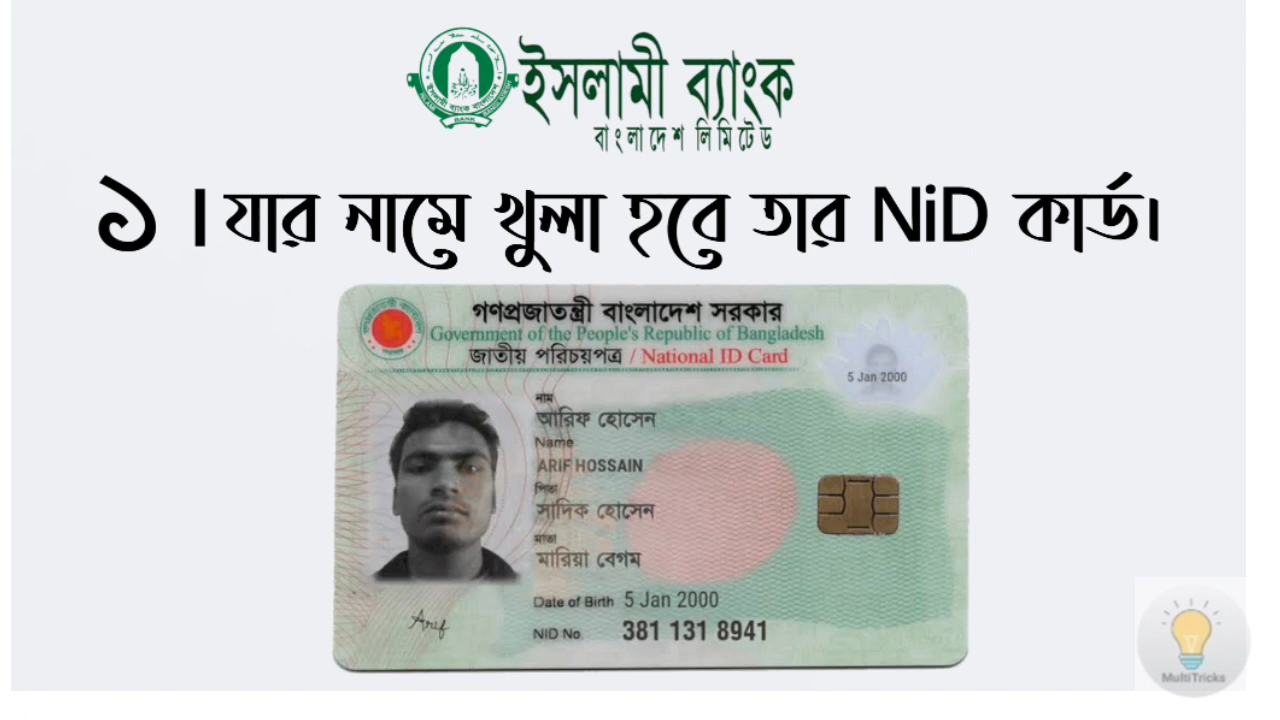 ইসলামী ব্যাংক
বাংলাদেশ লিমিটেড
BANK
১ । যার নামে খুলা হবে তার NiD কার্ড।
গণপ্রজাতন্ত্রী বাংলাদেশ সরকার
Government of the People's Republic of Bangladesh
জাতীয় পরিচয়পত্র / National ID Card
5 Jan 2000
নাম
আরিফ হোসেন
Name
ARIF HOSSAIN
পিতা
সাদিক হোসেন
মাতা
মারিয়া বেগম
Date of Birth 5 Jan 2000
NID No. 381 131 8941
Arif
MultiTricks